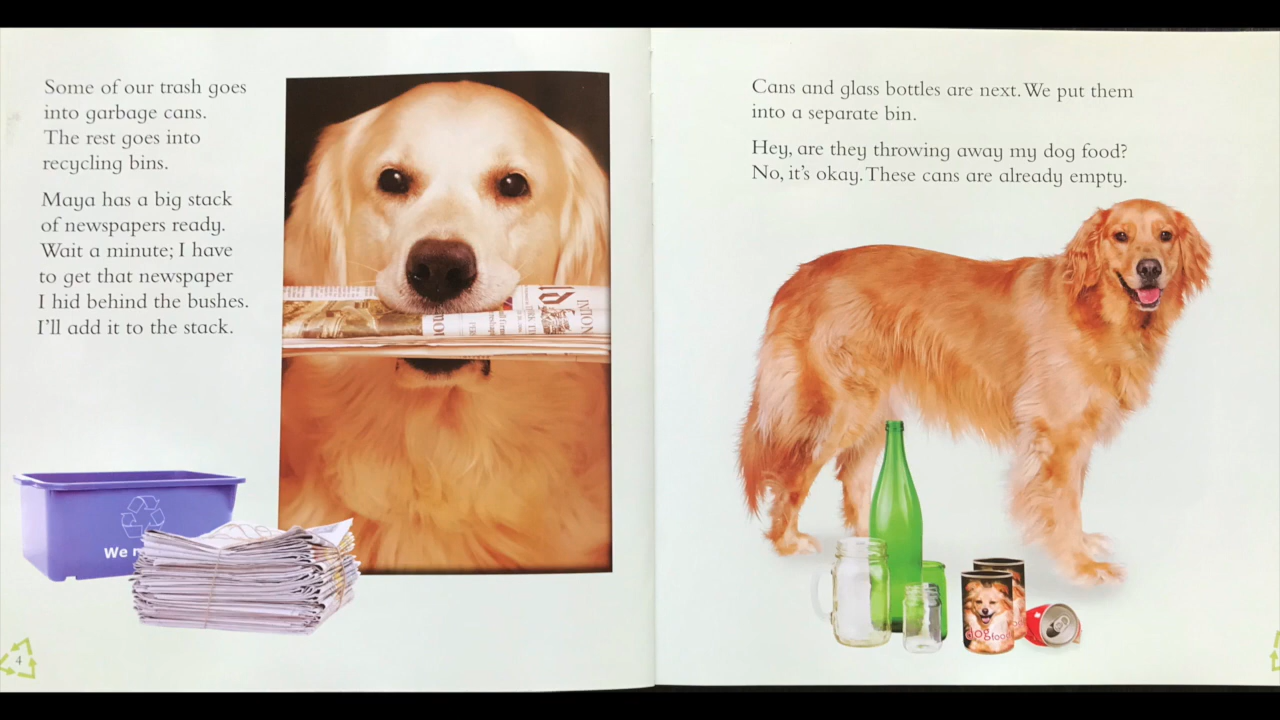 Some of our trash goes
into garbage cans.
The rest goes into
recycling bins.
Maya has a big stack
of newspapers ready.
Wait a minute; I have
to get that newspaper
I hid behind the bushes.
I'll add it to the stack.
We
4
Cans and glass bottles are next. We put them
into a separate bin.
Hey, are they throwing away my dog food?
No, it's okay. These cans are already empty.
dog food